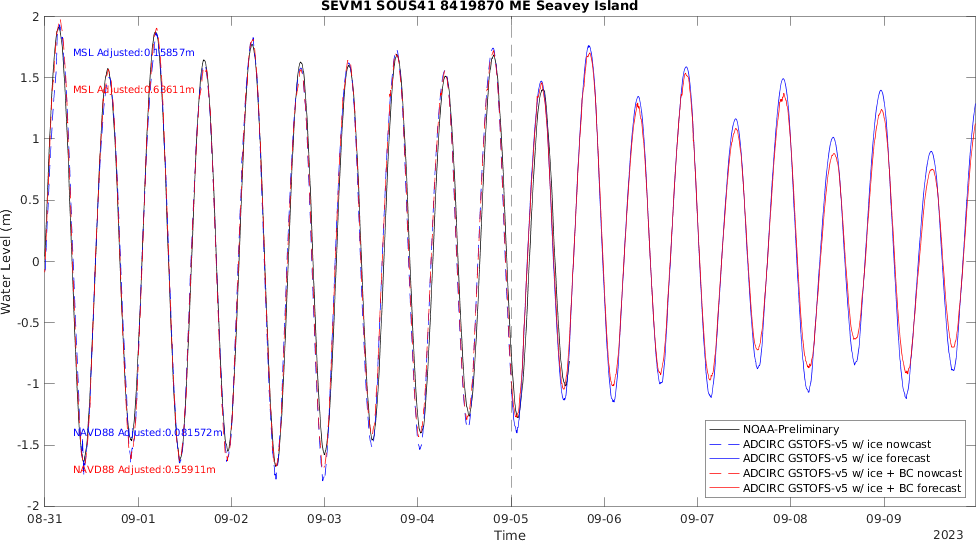 SEVM1 SOUS41 8419870 ME Seavey Island
2
1.5
1
0.5
0
-0.5
-1
-1.5
-2
Water Level (m)
MSL Adjusted:0.15857m
MSL Adjusted:0.63611m
NAVD88 Adjusted:0.081572m
NAVD88 Adjusted:0.55911m
NOAA-Preliminary
ADCIRC GSTOFS-v5 w/ ice nowcast
ADCIRC GSTOFS-v5 w/ ice forecast
ADCIRC GSTOFS-v5 w/ ice + BC nowcast
ADCIRC GSTOFS-v5 w/ ice + BC forecast
08-31 09-01 09-02 09-03 09-04 09-05 09-06 09-07 09-08 09-09
Time
2023